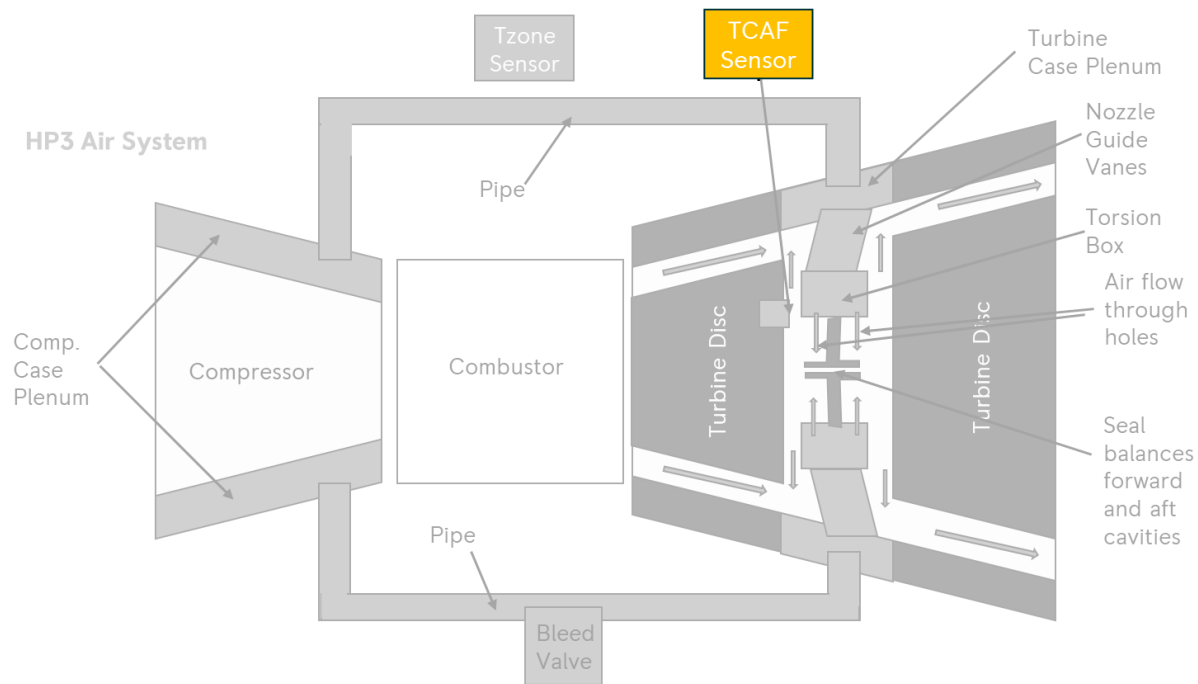 Tzone
Sensor
TCAF
Sensor
Turbine
Case Plenum
HP3 Air System
Pipe
Nozzle
Guide
Vanes
Torsion
Box
Air flow
through
holes
Comp.
Case
Plenum
Compressor
Combustor
Turbine Disc
Turbine Disc
Seal
balances
forward
and aft
cavities
Pipe
Bleed
Valve